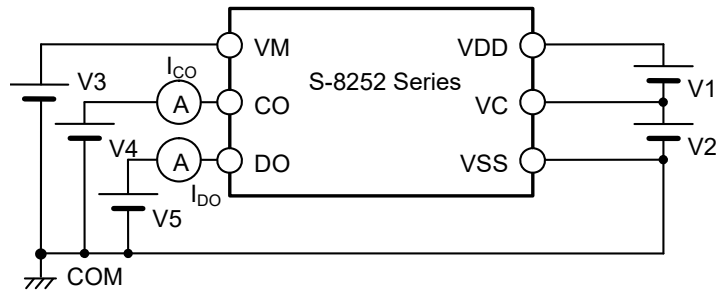 VM
VDD
V3
I_CO
S-8252 Series
V1
A
CO
VC
V4
V2
A
DO
VSS
I_DO
V5
COM